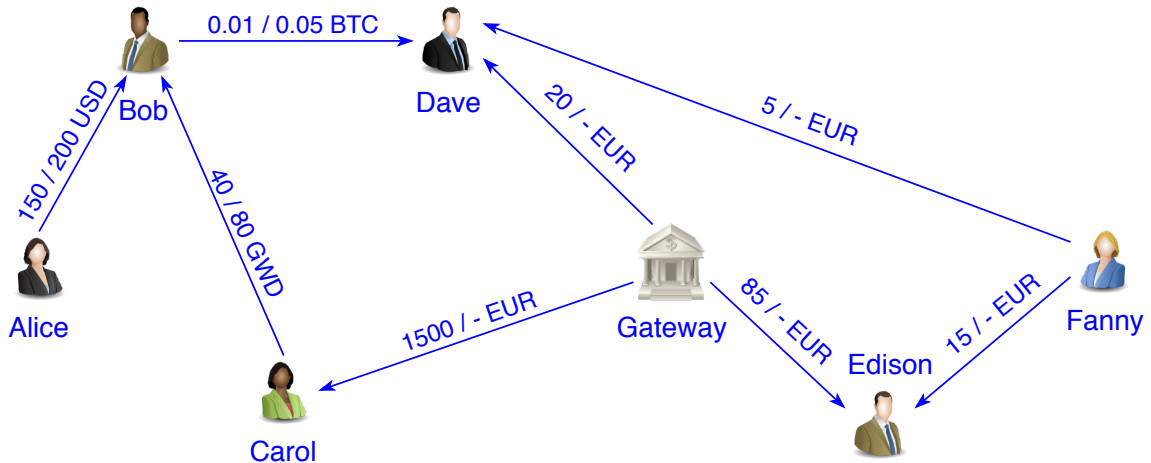 0.01 / 0.05 BTC
Bob
Dave
150 / 200 USD
20 / - EUR
5 / - EUR
40 / 80 GWD
Alice
1500 / - EUR
Gateway
85 / - EUR
15 / - EUR
Fanny
Edison
Carol